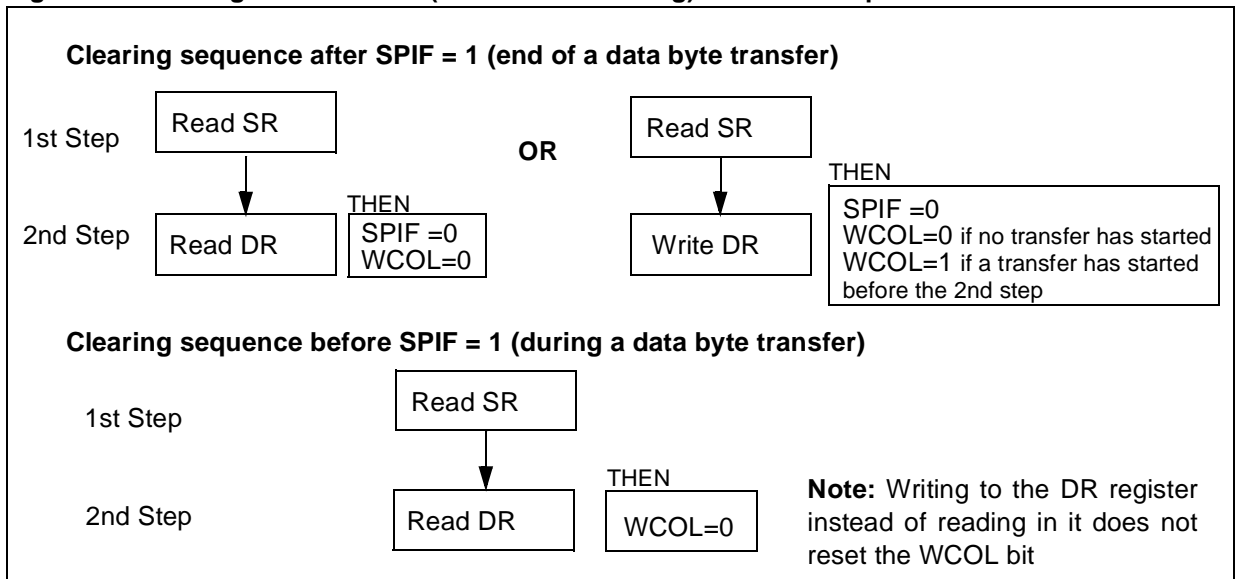 Clearing sequence after SPIF = 1 (end of a data byte transfer)
1st Step
Read SR
OR
Read SR
THEN
2nd Step
Read DR
THEN
SPIF =0
WCOL=0
Write DR
SPIF =0
WCOL=0 if no transfer has started
WCOL=1 if a transfer has started
before the 2nd step
Clearing sequence before SPIF = 1 (during a data byte transfer)
1st Step
Read SR
2nd Step
Read DR
THEN
WCOL=0
Note: Writing to the DR register
instead of reading in it does not
reset the WCOL bit